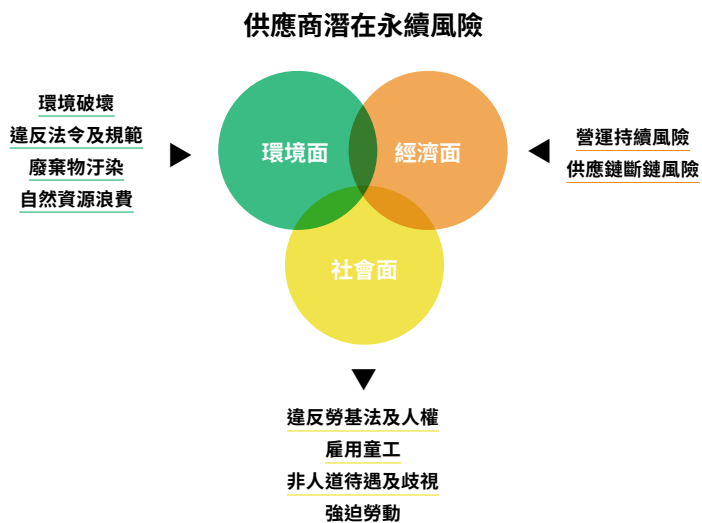 供應商潛在永續風險
環境破壞
違反法令及規範
廢棄物汙染
自然資源浪費
環境面
經濟面
社會面
營運持續風險
供應鏈斷鏈風險
違反勞基法及人權
雇用童工
非人道待遇及歧視
強迫勞動